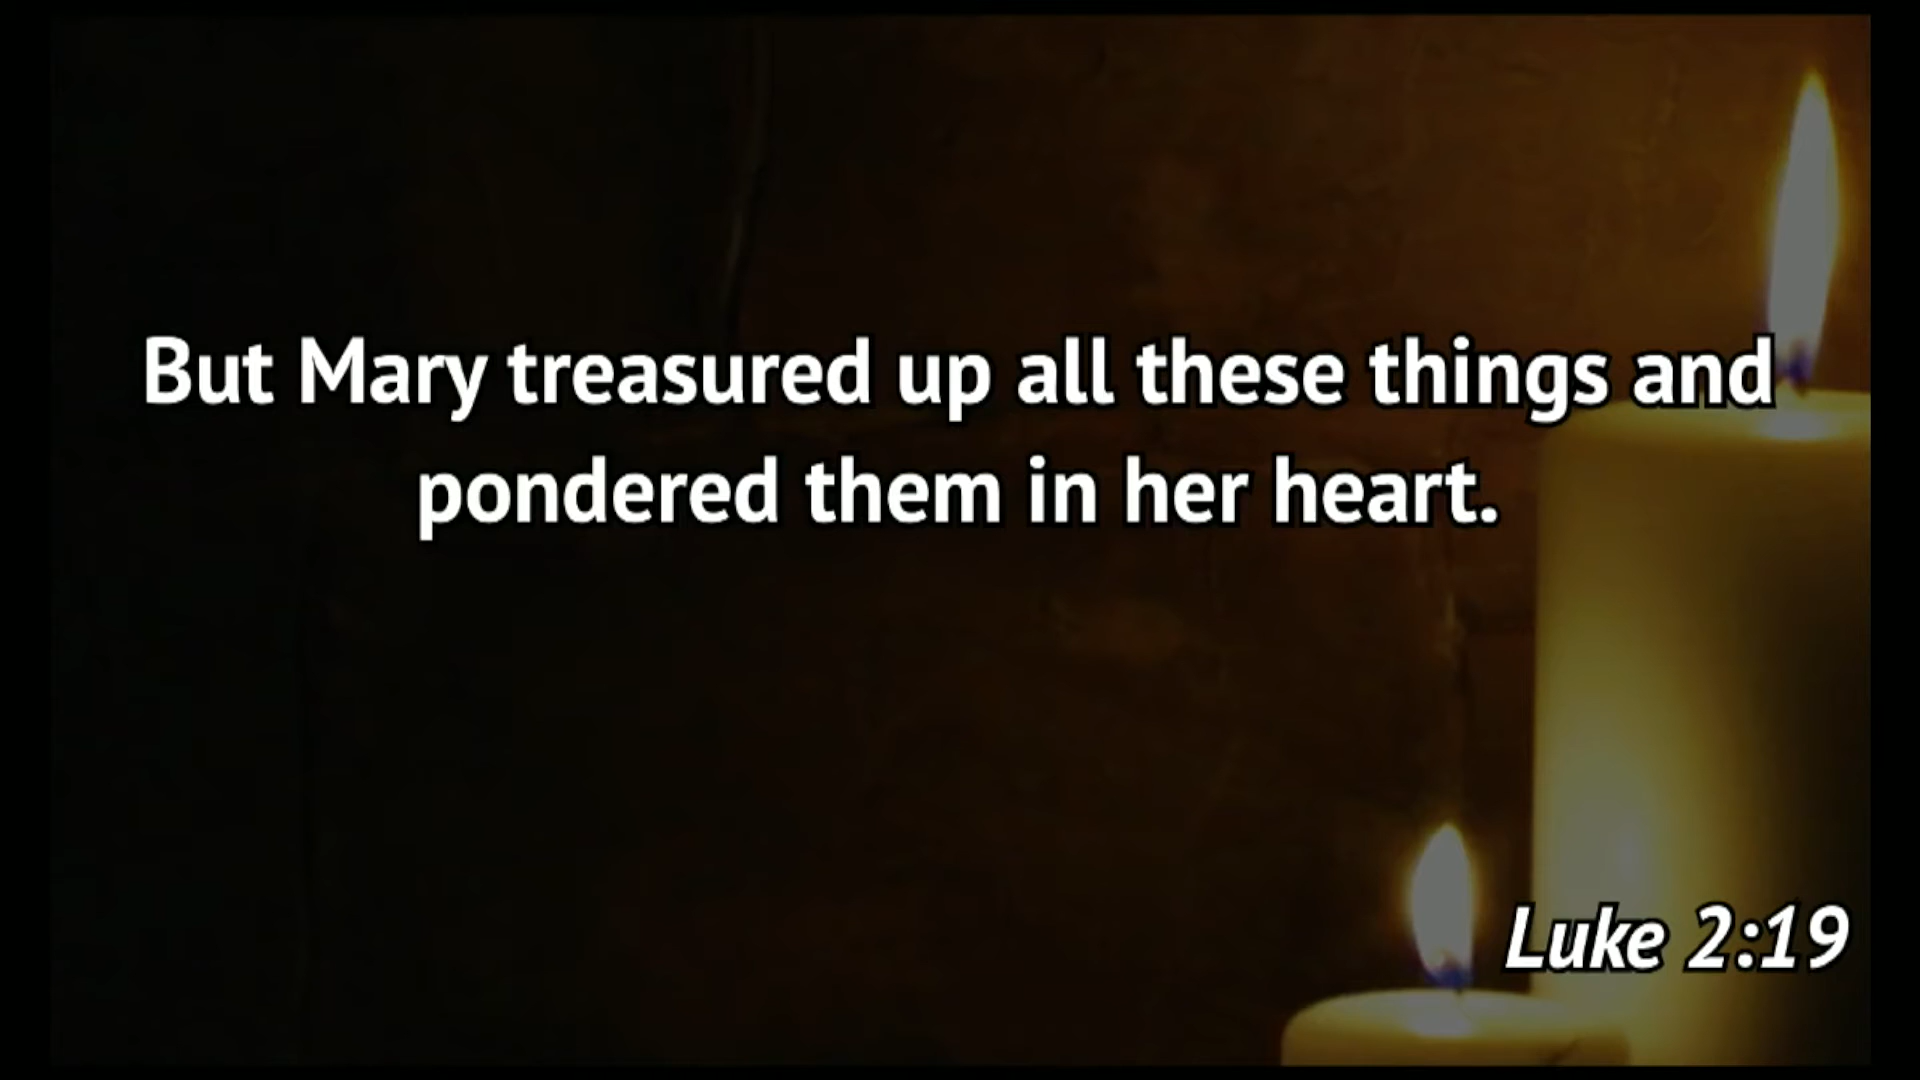 But Mary treasured up all these things and
pondered them in her heart.
Luke 2:19